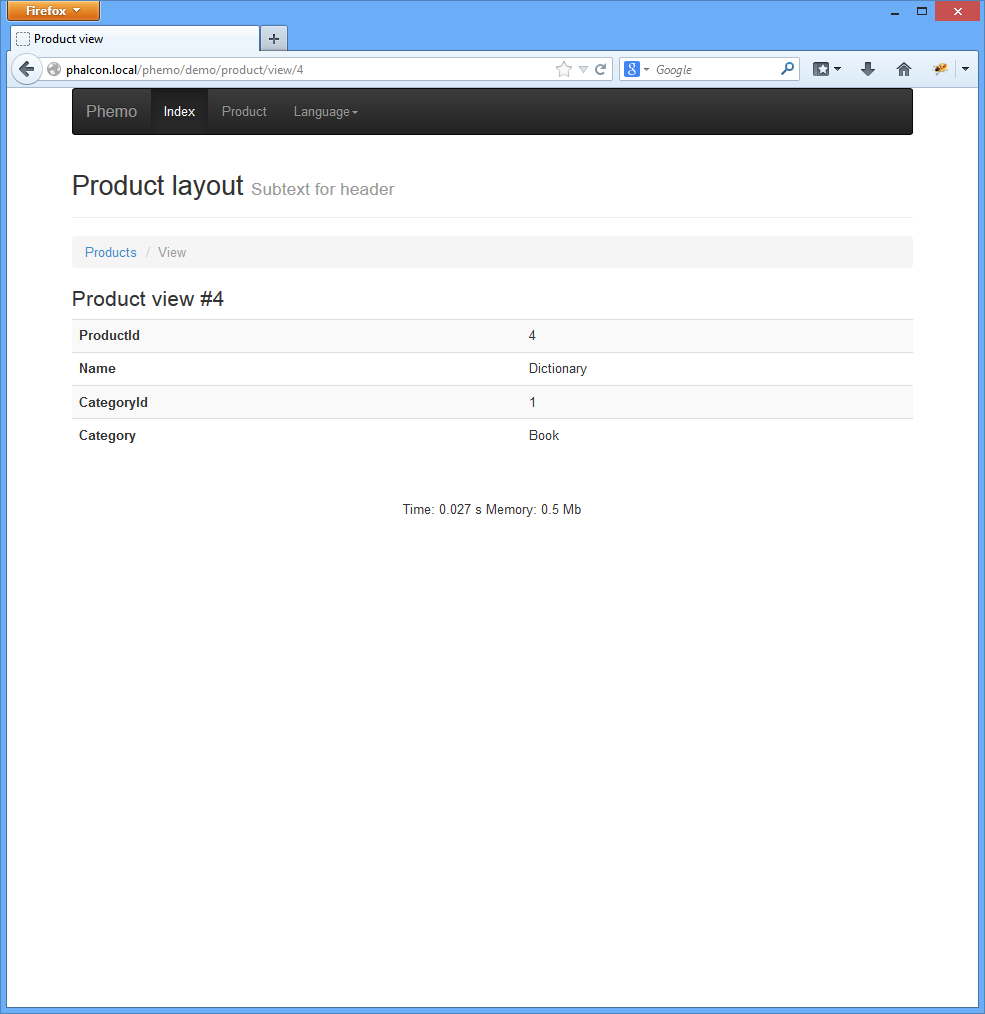 Firefox
Product view
phalcon.local/phemo/demo/product/view/4
8 Google
Phemo Index Product Language
Product layout Subtext for header
Products / View
Product view #4
ProductId 4
Name Dictionary
CategoryId 1
Category Book
Time: 0.027 s Memory: 0.5 Mb